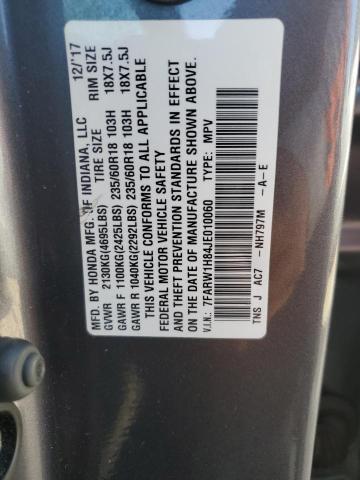 MFG. BY HONDA MFG. OF INDIANA, LLC 12/'17
TIRE SIZE RIM SIZE
GVWR 2130KG(4695LBS)
GAWR F 1100KG(2425LBS) 235/60R18 103H 18X7.5J
GAWR R 1040KG(2292LBS) 235/60R18 103H 18X7.5J
THIS VEHICLE CONFORMS TO ALL APPLICABLE
FEDERAL MOTOR VEHICLE SAFETY
AND THEFT PREVENTION STANDARDS IN EFFECT
ON THE DATE OF MANUFACTURE SHOWN ABOVE.
V.I.N.: 7FARW1H84JE010060 TYPE: MPV
TNS J AC7 -NH797M -A-E